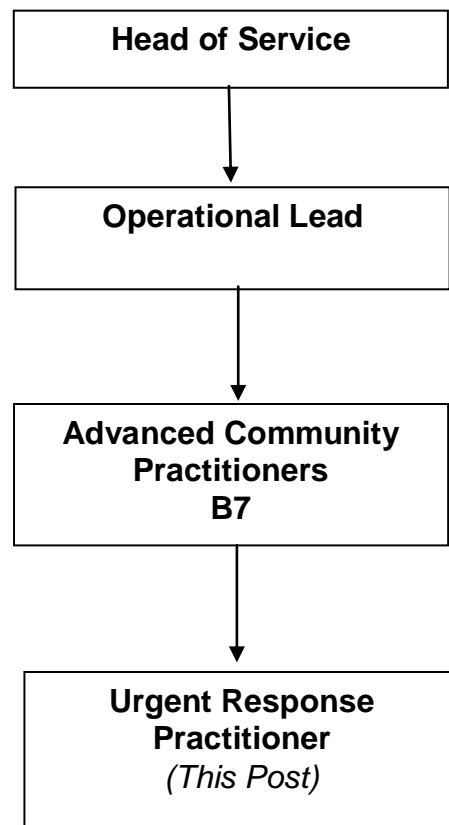 Head of Service
Operational Lead
Advanced Community
Practitioners
B7
Urgent Response
Practitioner
(This Post)